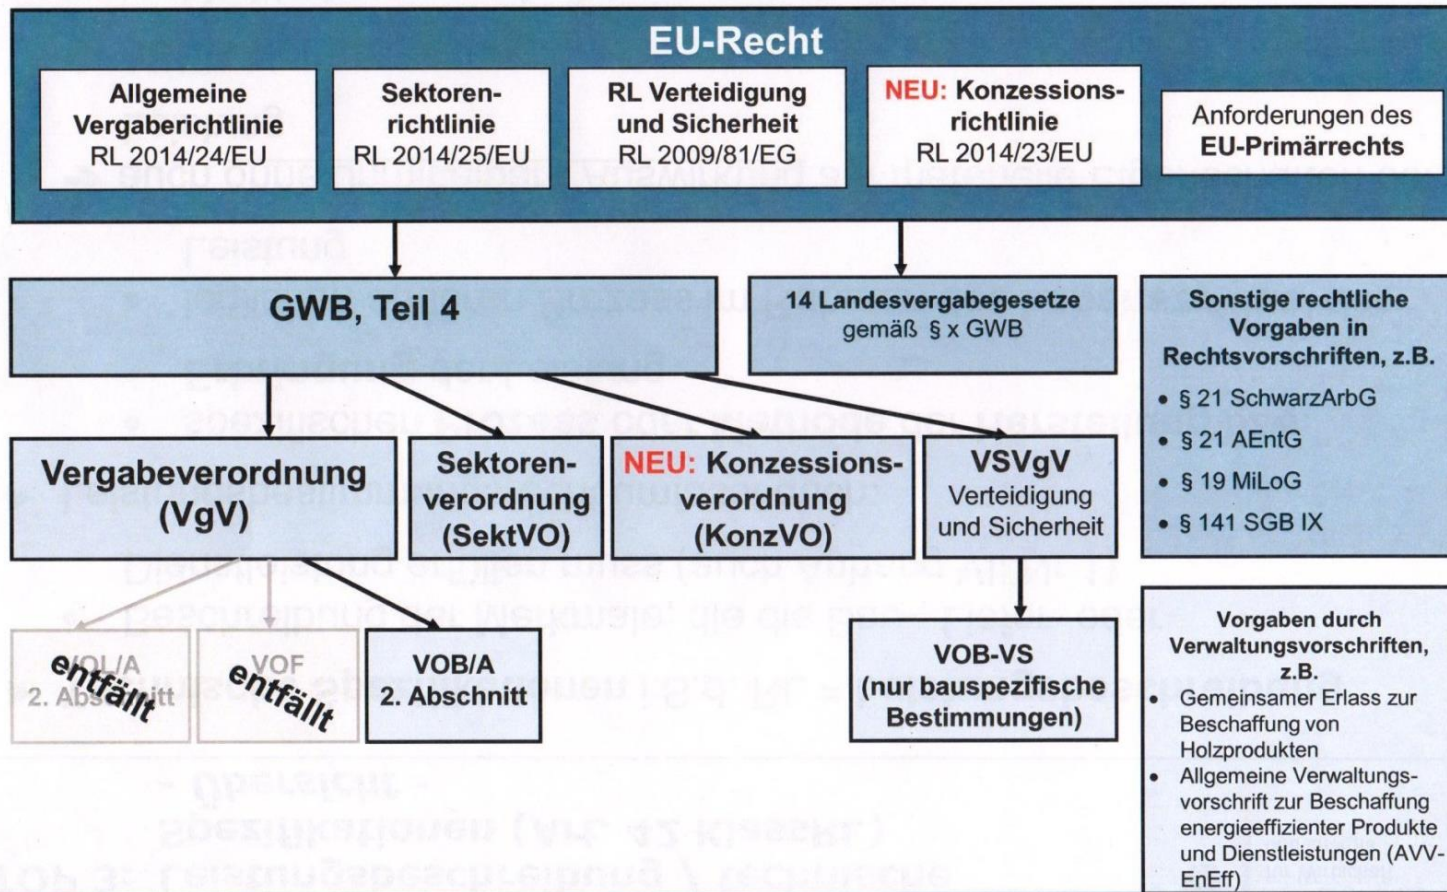 EU-Recht
Allgemeine
Vergaberichtlinie
RL 2014/24/EU
Sektoren-
richtlinie
RL 2014/25/EU
RL Verteidigung
und Sicherheit
RL 2009/81/EG
NEU: Konzessions-
richtlinie
RL 2014/23/EU
Anforderungen des
EU-Primärrechts
GWB, Teil 4
14 Landesvergabegesetze
gemäß § x GWB
Sonstige rechtliche
Vorgaben in
Rechtsvorschriften, z.B.
• § 21 SchwarzArbG
• § 21 AEntG
• § 19 MiLoG
• § 141 SGB IX
Vergabeverordnung
(VgV)
Sektoren-
verordnung
(SektVO)
NEU: Konzessions-
verordnung
(KonzVO)
VSVgV
Verteidigung
und Sicherheit
VOL/A
2. Abschnitt
entfällt
VOF
entfällt
VOB/A
2. Abschnitt
VOB-VS
(nur bauspezifische
Bestimmungen)
Vorgaben durch
Verwaltungsvorschriften,
z.B.
• Gemeinsamer Erlass zur
Beschaffung von
Holzprodukten
• Allgemeine Verwaltungs-
vorschrift zur Beschaffung
energieeffizienter Produkte
und Dienstleistungen (AVV-
EnEff)